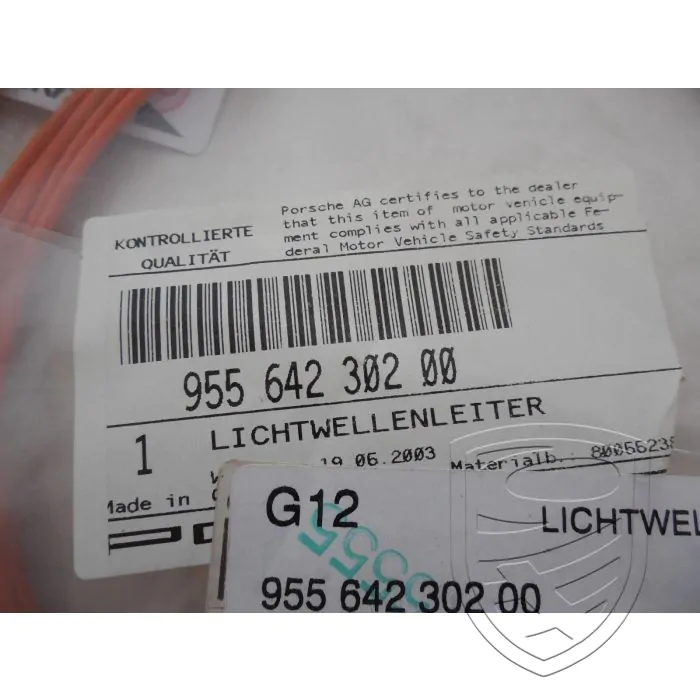 KONTROLLIERTE
QUALITÄT
Porsche AG certifies to the dealer
that this item of motor vehicle equip-
ment complies with all applicable Fe-
deral Motor Vehicle Safety Standards
955 642 302 00
1 LICHTWELLENLEITER
19.06.2003 Materialb.: 80055238
Made in
G12 LICHTWEL
955 642 302 00